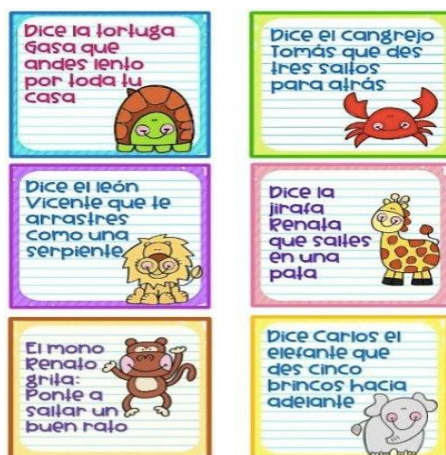 Dice la tortuga
Gasa que
andes lento
por toda tu
casa
Dice el cangrejo
Tomás que des
tres saltos
para atrás
Dice el león
Vicente que te
arrastres
como una
serpiente
Dice la
jirafa
Renata
que saltes
en una
pata
El mono
Renato
grita:
Ponte a
saltar un
buen rato
Dice Carlos el
elefante que
des cinco
brincos hacia
adelante